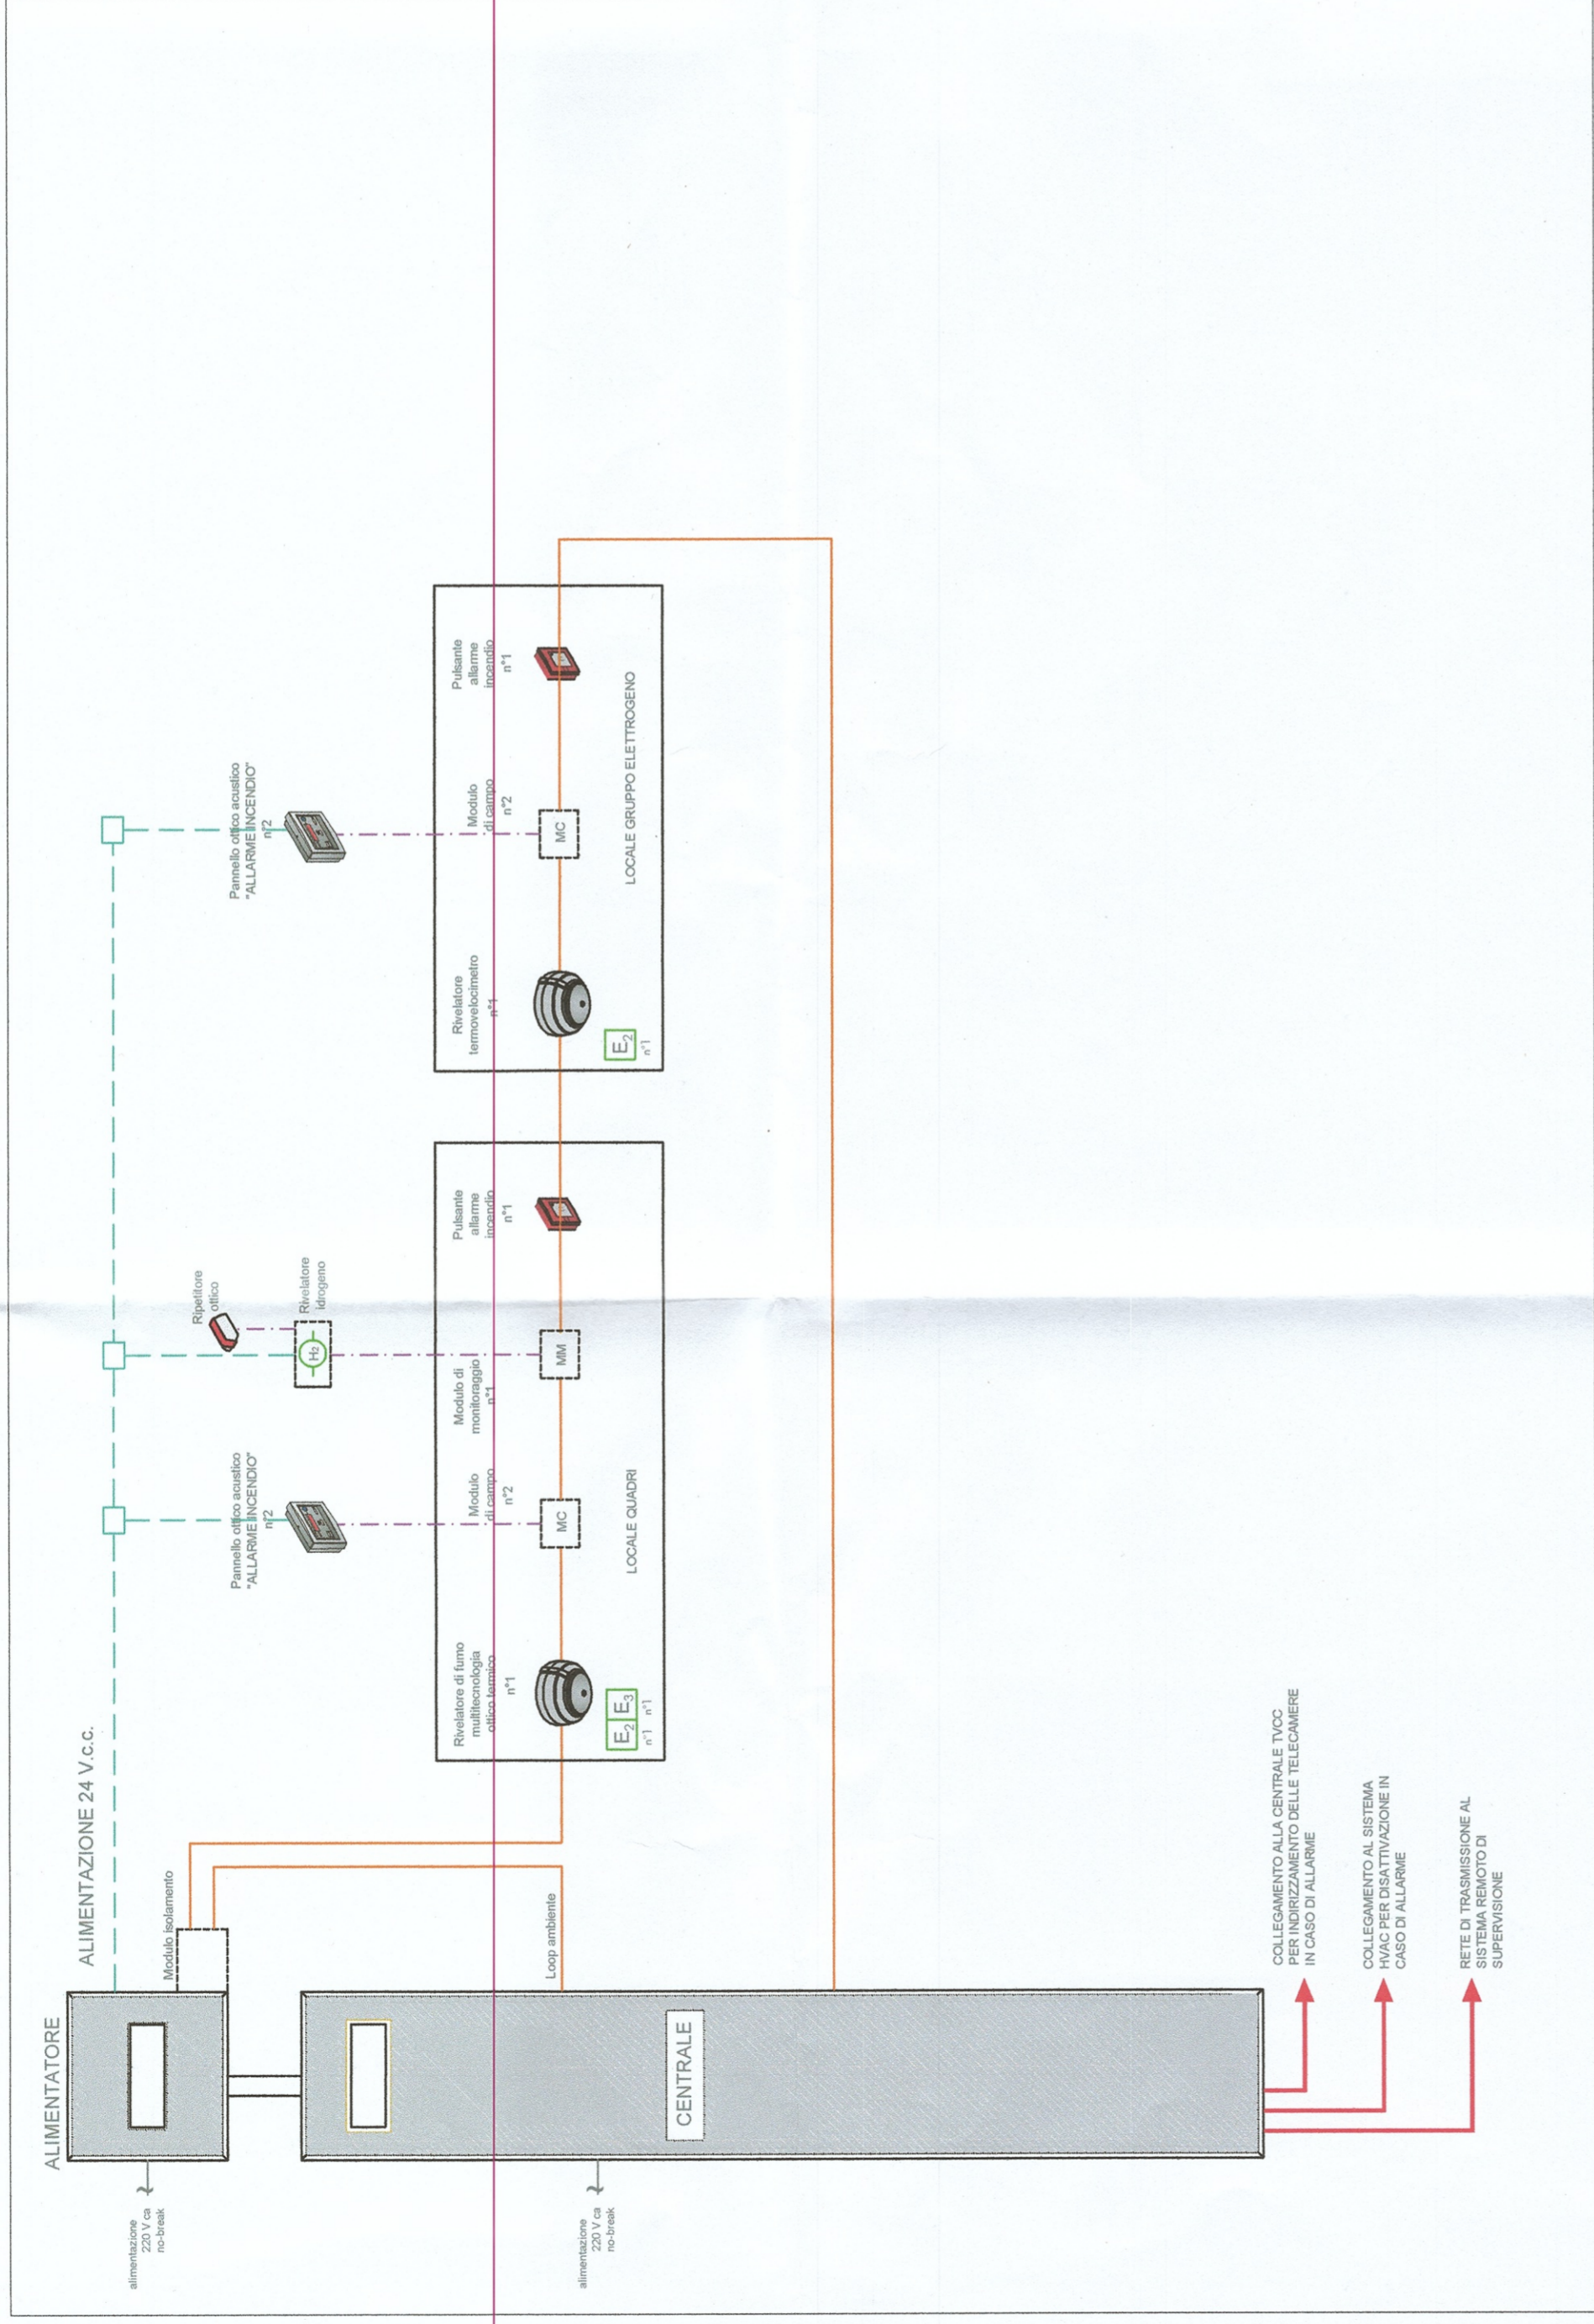 ALIMENTATORE
ALIMENTAZIONE 24 V.c.c.
alimentazione
220 V ca
no-break
Modulo isolamento
Pannello ottico acustico
"ALLARME INCENDIO"
n°2
Ripetitore
ottico
H2
Rivelatore
Idrogeno
Pannello ottico acustico
"ALLARME INCENDIO"
n°2
Rivelatore di fumo
multitecnologia
ottico termico
n°1
Modulo
di campo
n°2
Modulo di
monitoraggio
n°1
Pulsante
allarme
incendio
n°1
MC
MM
E2 E3
n°1 n°1
LOCALE QUADRI
Rivelatore
termovelocimetro
n°1
Modulo
di campo
n°2
Pulsante
allarme
incendio
n°1
MC
E2
n°1
LOCALE GRUPPO ELETTROGENO
Loop ambiente
alimentazione
220 V ca
no-break
CENTRALE
COLLEGAMENTO ALLA CENTRALE TVCC
PER INDIRIZZAMENTO DELLE TELECAMERE
IN CASO DI ALLARME
COLLEGAMENTO AL SISTEMA
HVAC PER DISATTIVAZIONE IN
CASO DI ALLARME
RETE DI TRASMISSIONE AL
SISTEMA REMOTO DI
SUPERVISIONE